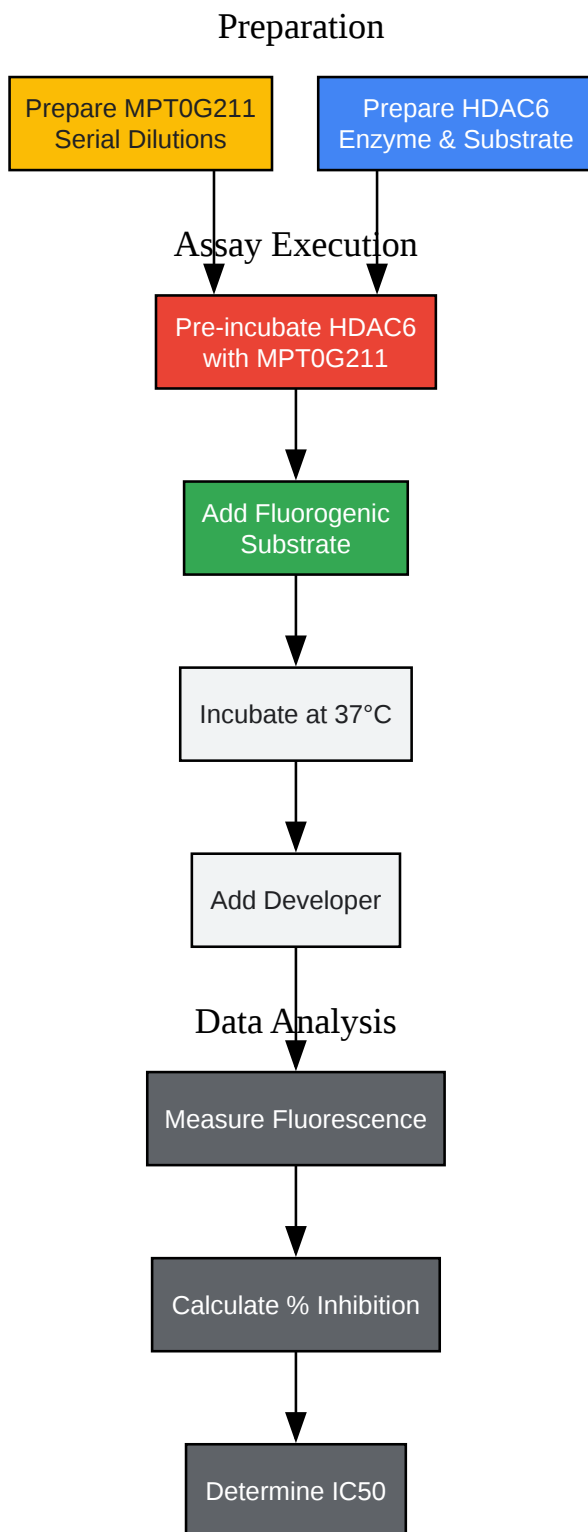 Preparation
Prepare MPT0G211
Serial Dilutions
Prepare HDAC6
Enzyme & Substrate
Assay Execution
Pre-incubate HDAC6
with MPT0G211
Add Fluorogenic
Substrate
Incubate at 37°C
Add Developer
Data Analysis
Measure Fluorescence
Calculate % Inhibition
Determine IC50